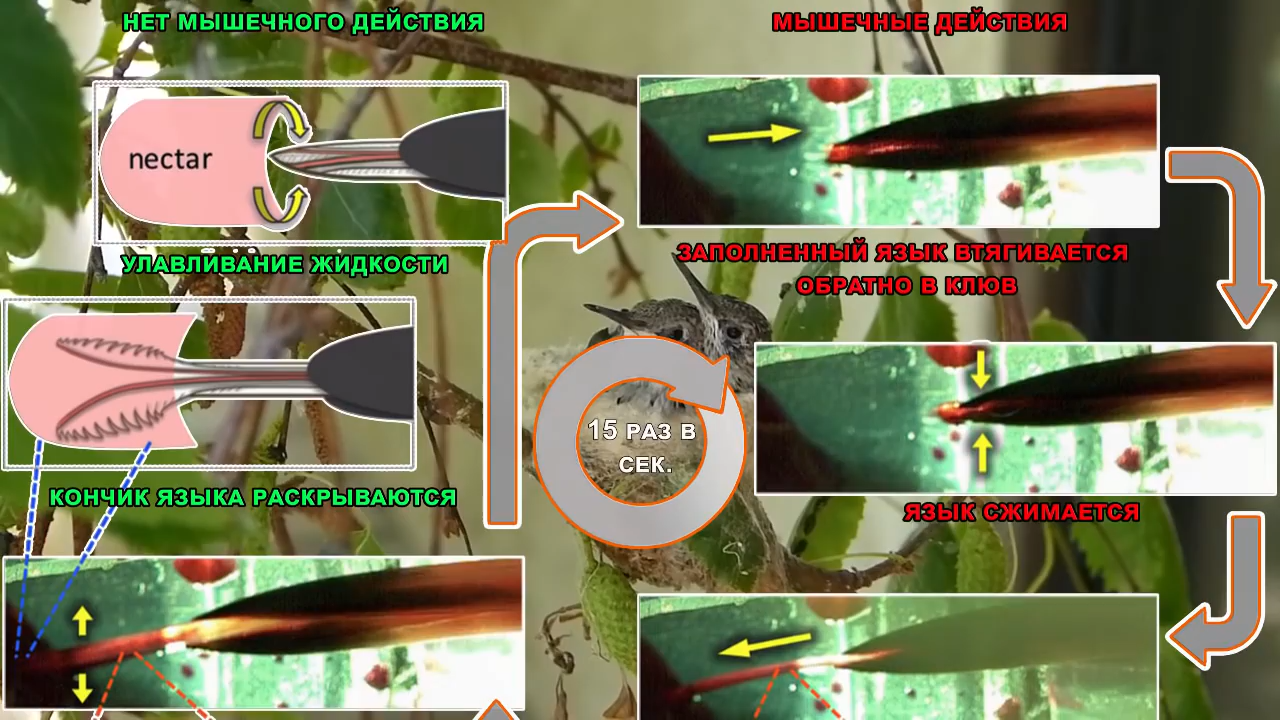 НЕТ МЫШЕЧНОГО ДЕЙСТВИЯ
МЫШЕЧНЫЕ ДЕЙСТВИЯ
nectar
УЛАВЛИВАНИЕ ЖИДКОСТИ
ЗАПОЛНЕННЫЙ ЯЗЫК ВТЯГИВАЕТСЯ
ОБРАТНО В КЛЮВ
15 РАЗ В
СЕК.
КОНЧИК ЯЗЫКА РАСКРЫВАЮТСЯ
ЯЗЫК СЖИМАЕТСЯ